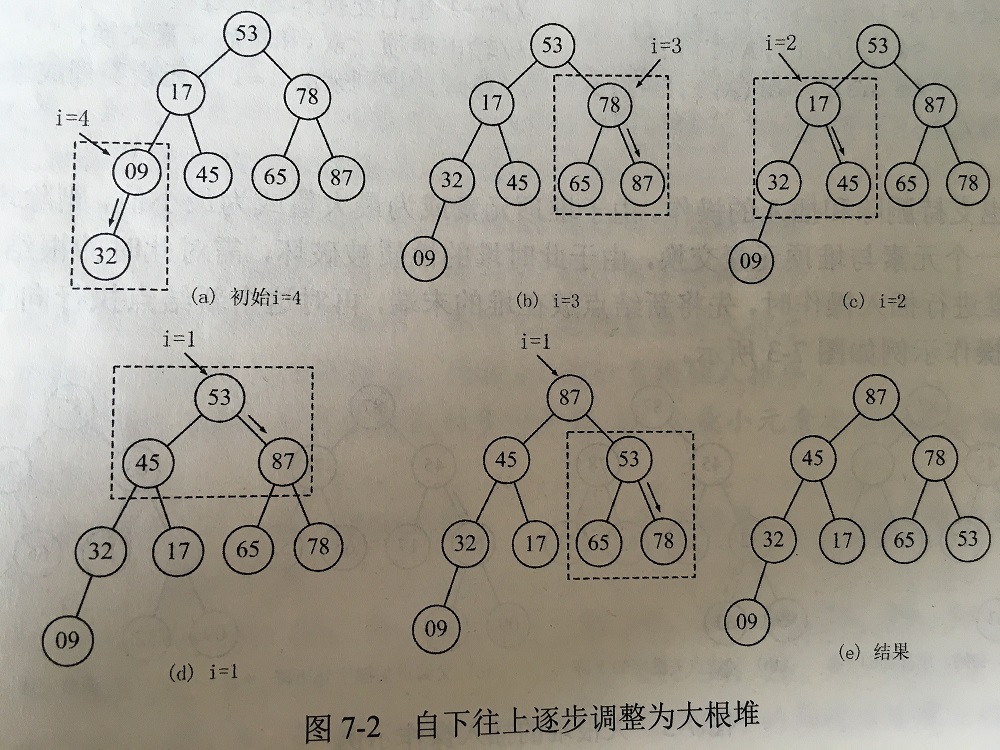 53
17 78
i=4
09 45 65 87
32
(a) 初始i=4
53 i=3
17 78
32 45 65 87
09
(b) i=3
i=2 53
17 87
32 45 65 78
09
(c) i=2
i=1
53
45 87
32 17 65 78
09
(d) i=1
i=1
87
45 53
32 17 65 78
09
87
45 78
32 17 65 53
09
(e) 结果
图 7-2 自下往上逐步调整为大根堆